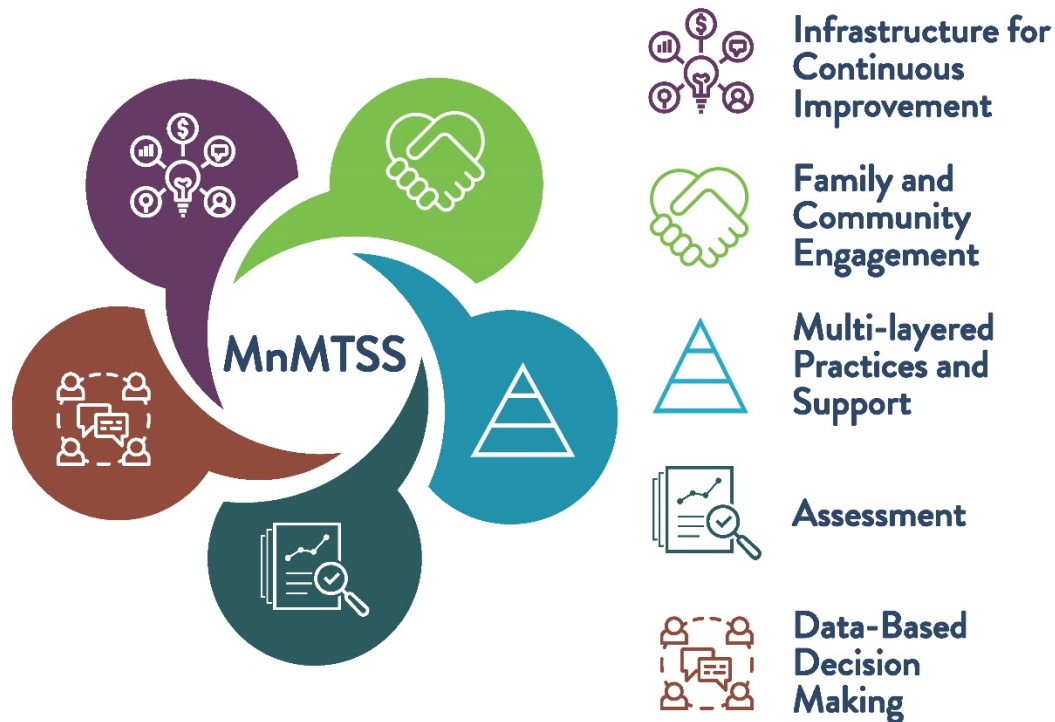 MnMTSS
Infrastructure for
Continuous
Improvement
Family and
Community
Engagement
Multi-layered
Practices and
Support
Assessment
Data-Based
Decision
Making